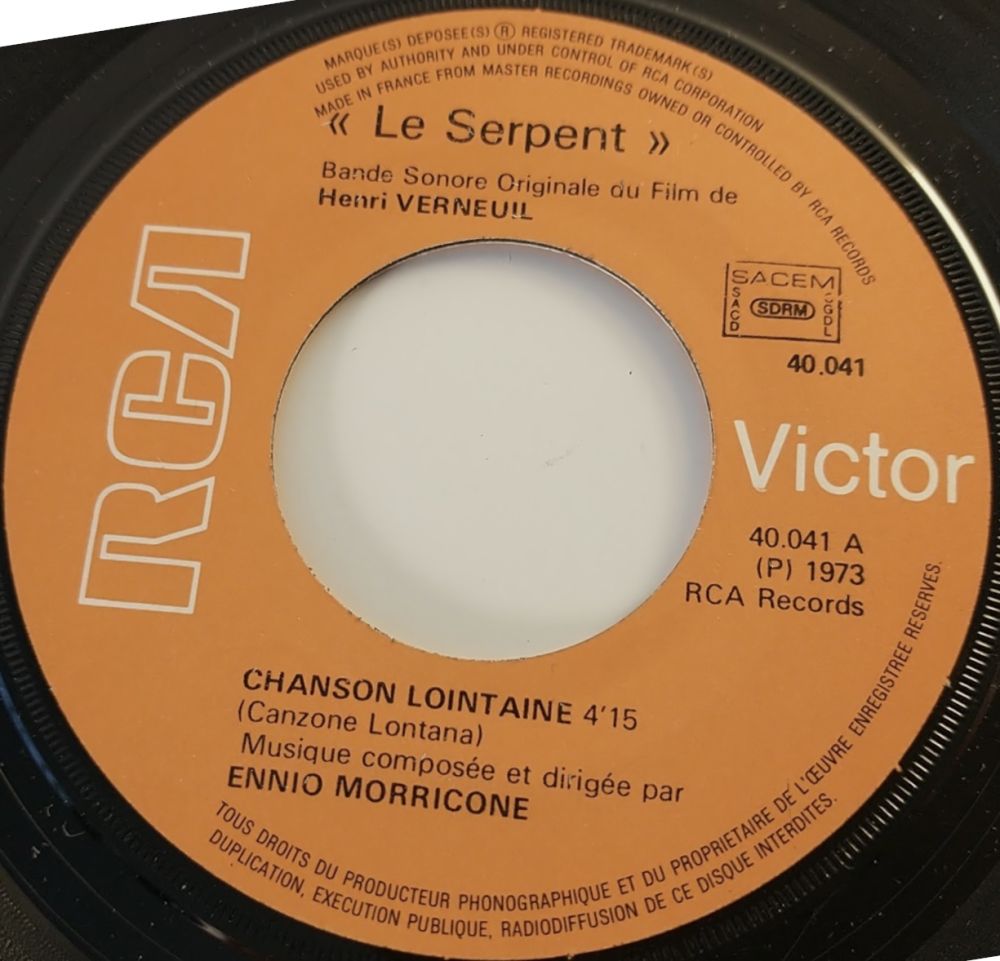 MARQUE(S) DEPOSEE(S) ® REGISTERED TRADEMARK(S)
USED BY AUTHORITY AND UNDER CONTROL OF RCA CORPORATION
MADE IN FRANCE FROM MASTER RECORDINGS OWNED OR CONTROLLED BY RCA RECORDS
« Le Serpent »
Bande Sonore Originale du Film de
Henri VERNEUIL
RCA
SACEM
SACD
SDRM
SGDL
40.041
Victor
40.041 A
(P) 1973
RCA Records
CHANSON LOINTAINE 4'15
(Canzone Lontana)
Musique composée et dirigée par
ENNIO MORRICONE
TOUS DROITS DU PRODUCTEUR PHONOGRAPHIQUE ET DU PROPRIETAIRE DE L'ŒUVRE ENREGISTREE RESERVES.
DUPLICATION, EXECUTION PUBLIQUE, RADIODIFFUSION DE CE DISQUE INTERDITES.